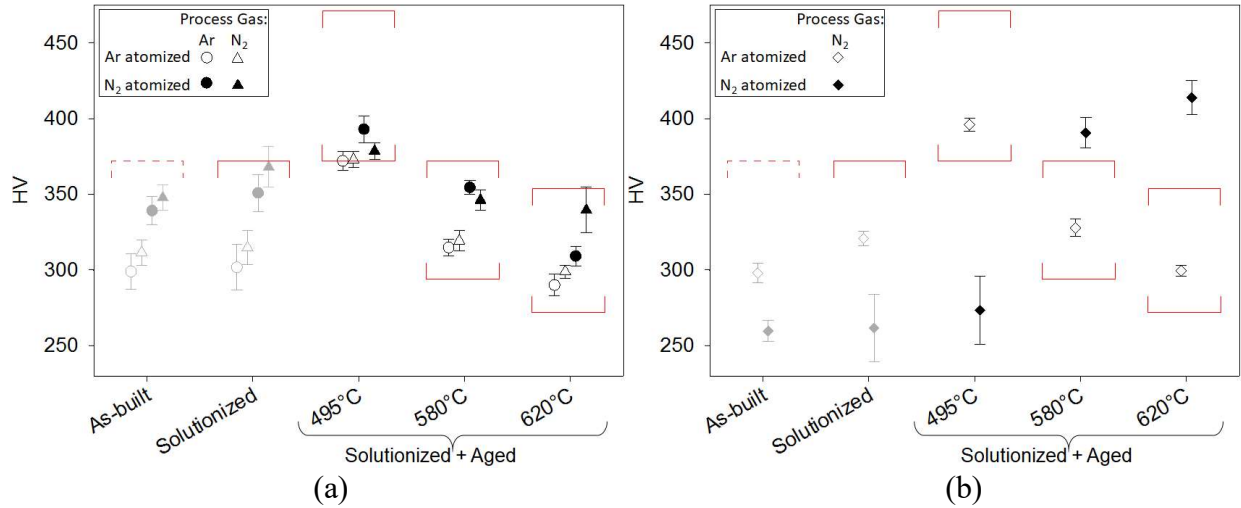 Process Gas:
Ar N₂
Ar atomized
N₂ atomized
450
400
350
300
250
HV
As-built
Solutionized
495°C
580°C
620°C
Solutionized + Aged
(a)
Process Gas:
N₂
Ar atomized
N₂ atomized
450
400
350
300
250
HV
As-built
Solutionized
495°C
580°C
620°C
Solutionized + Aged
(b)